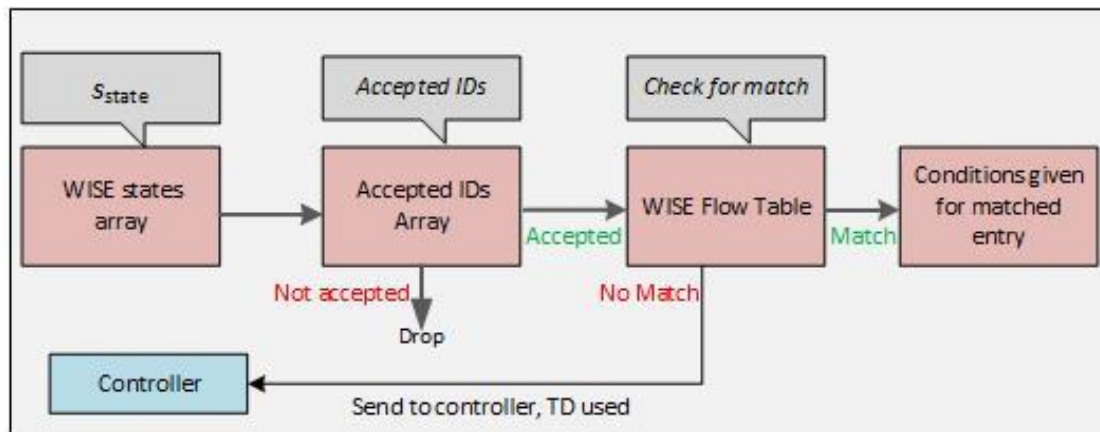 Sstate
Accepted IDs
Check for match
WISE states
array
Accepted IDs
Array
WISE Flow Table
Conditions given
for matched
entry
Accepted
Match
Not accepted
No Match
Drop
Controller
Send to controller, TD used